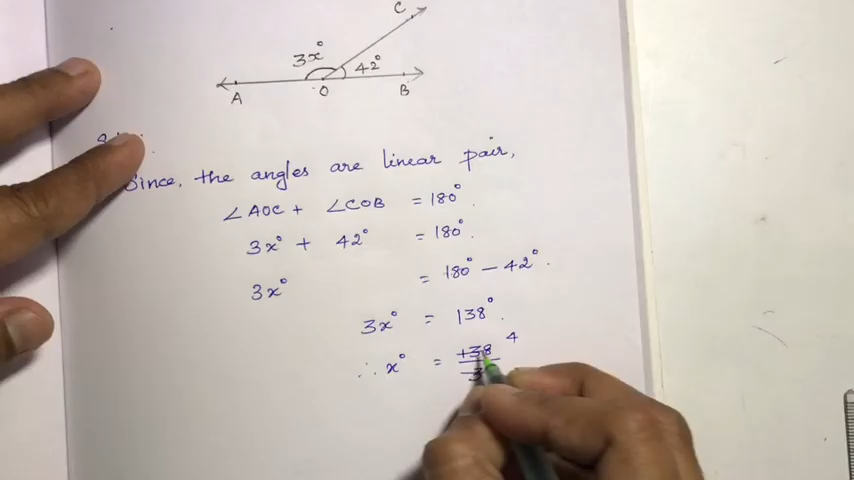 C
3x° 42°
A O B
Since, the angles are linear pair,
∠AOC + ∠COB = 180°.
3x° + 42° = 180°.
3x° = 180° − 42°.
3x° = 138°.
4
∴ x° = 138/3